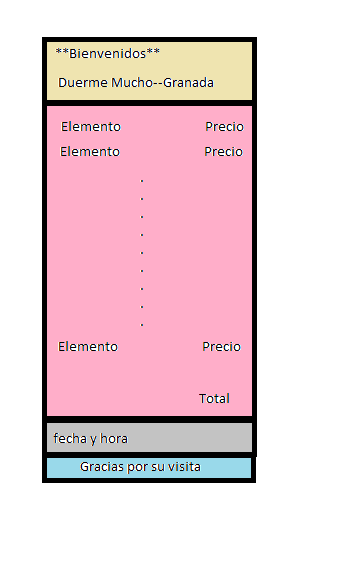 **Bienvenidos**
Duerme Mucho--Granada
Elemento Precio
Elemento Precio
.
.
.
.
.
.
.
.
.
Elemento Precio
Total
fecha y hora
Gracias por su visita